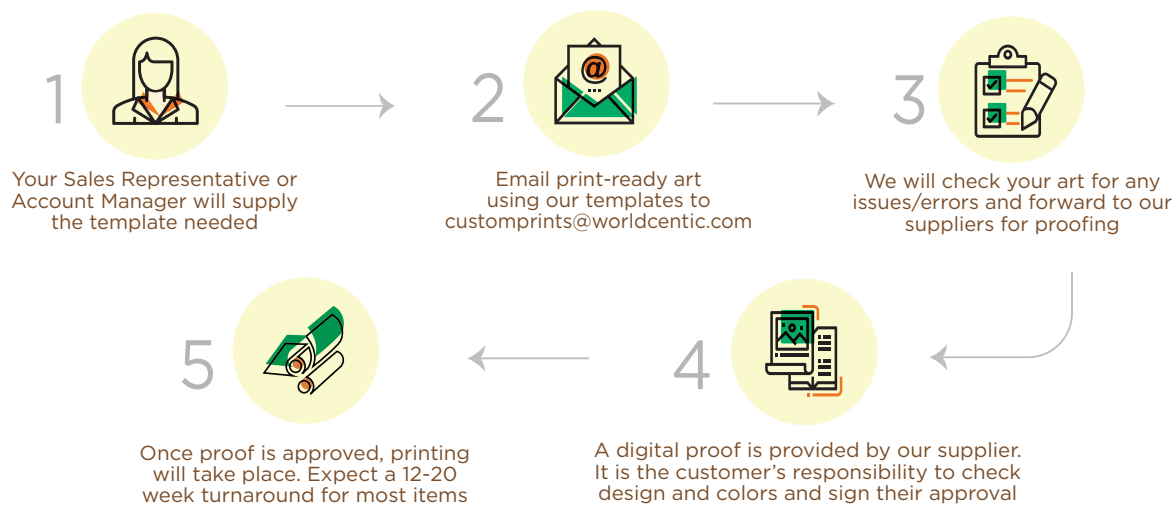 1
Your Sales Representative or
Account Manager will supply
the template needed
2
@
Email print-ready art
using our templates to
customprints@worldcentic.com
3
We will check your art for any
issues/errors and forward to our
suppliers for proofing
4
A digital proof is provided by our supplier.
It is the customer’s responsibility to check
design and colors and sign their approval
5
Once proof is approved, printing
will take place. Expect a 12-20
week turnaround for most items